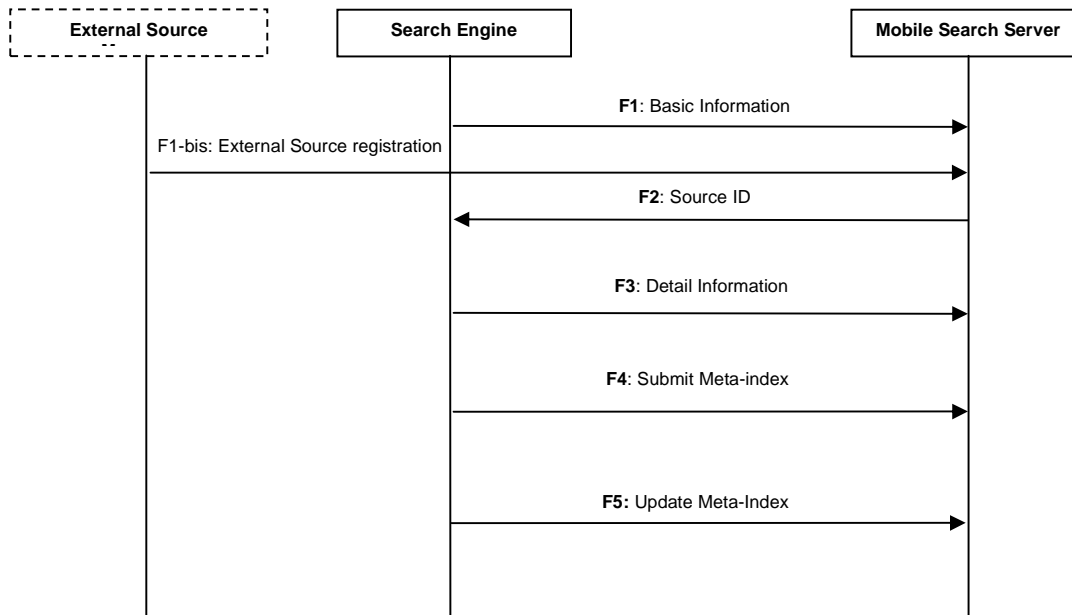 External Source
Search Engine
Mobile Search Server
F1: Basic Information
F1-bis: External Source registration
F2: Source ID
F3: Detail Information
F4: Submit Meta-index
F5: Update Meta-Index